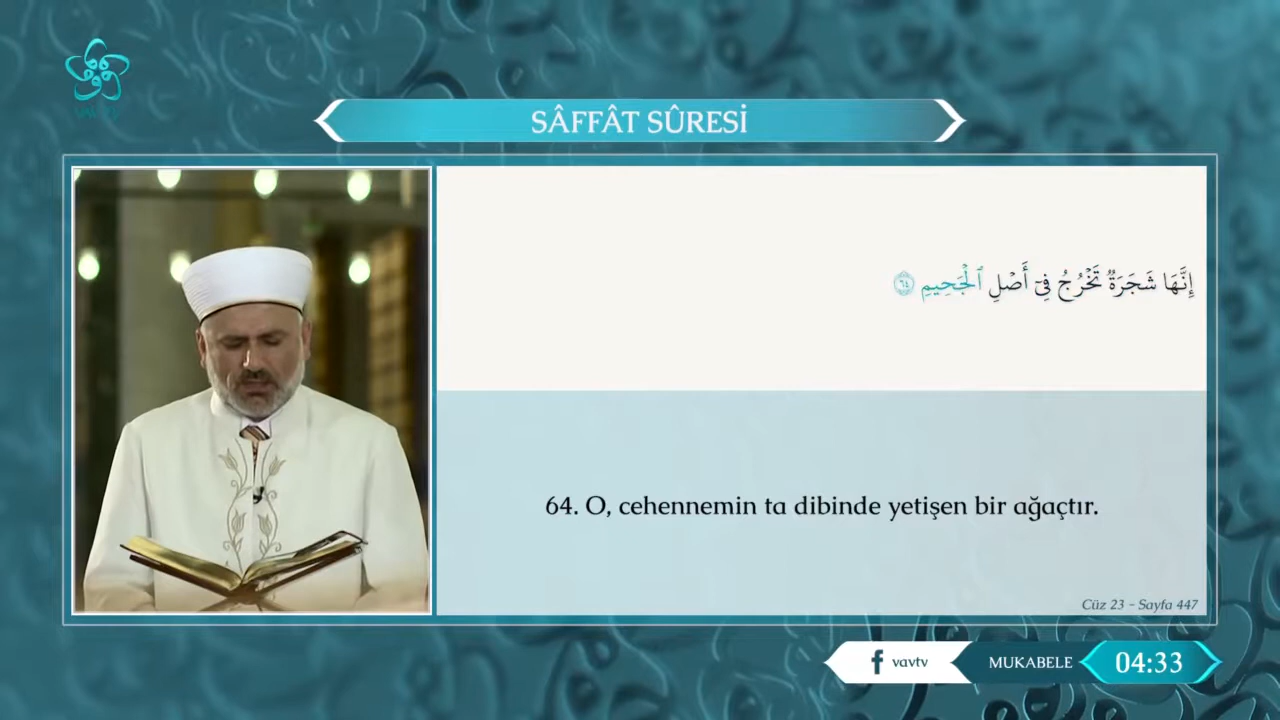 SÂFFÂT SÛRESİ
إِنَّهَا شَجَرَةٌ تَخْرُجُ فِىٓ أَصْلِ ٱلْجَحِيمِ ٦٤
64. O, cehennemin ta dibinde yetişen bir ağaçtır.
Cüz 23 - Sayfa 447
f vavtv MUKABELE 04:33